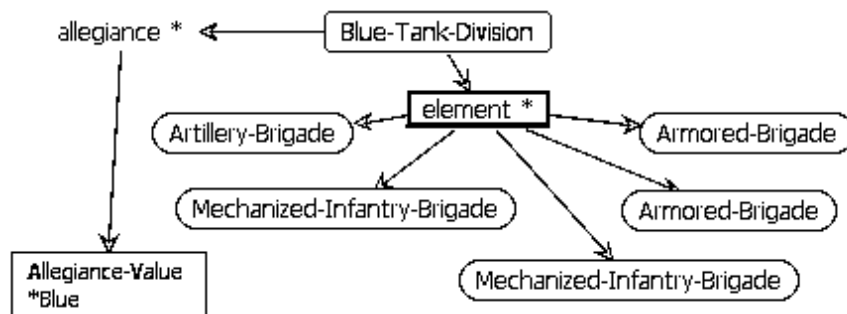 allegiance *
Blue-Tank-Division
element *
Artillery-Brigade
Armored-Brigade
Mechanized-Infantry-Brigade
Armored-Brigade
Allegiance-Value
*Blue
Mechanized-Infantry-Brigade